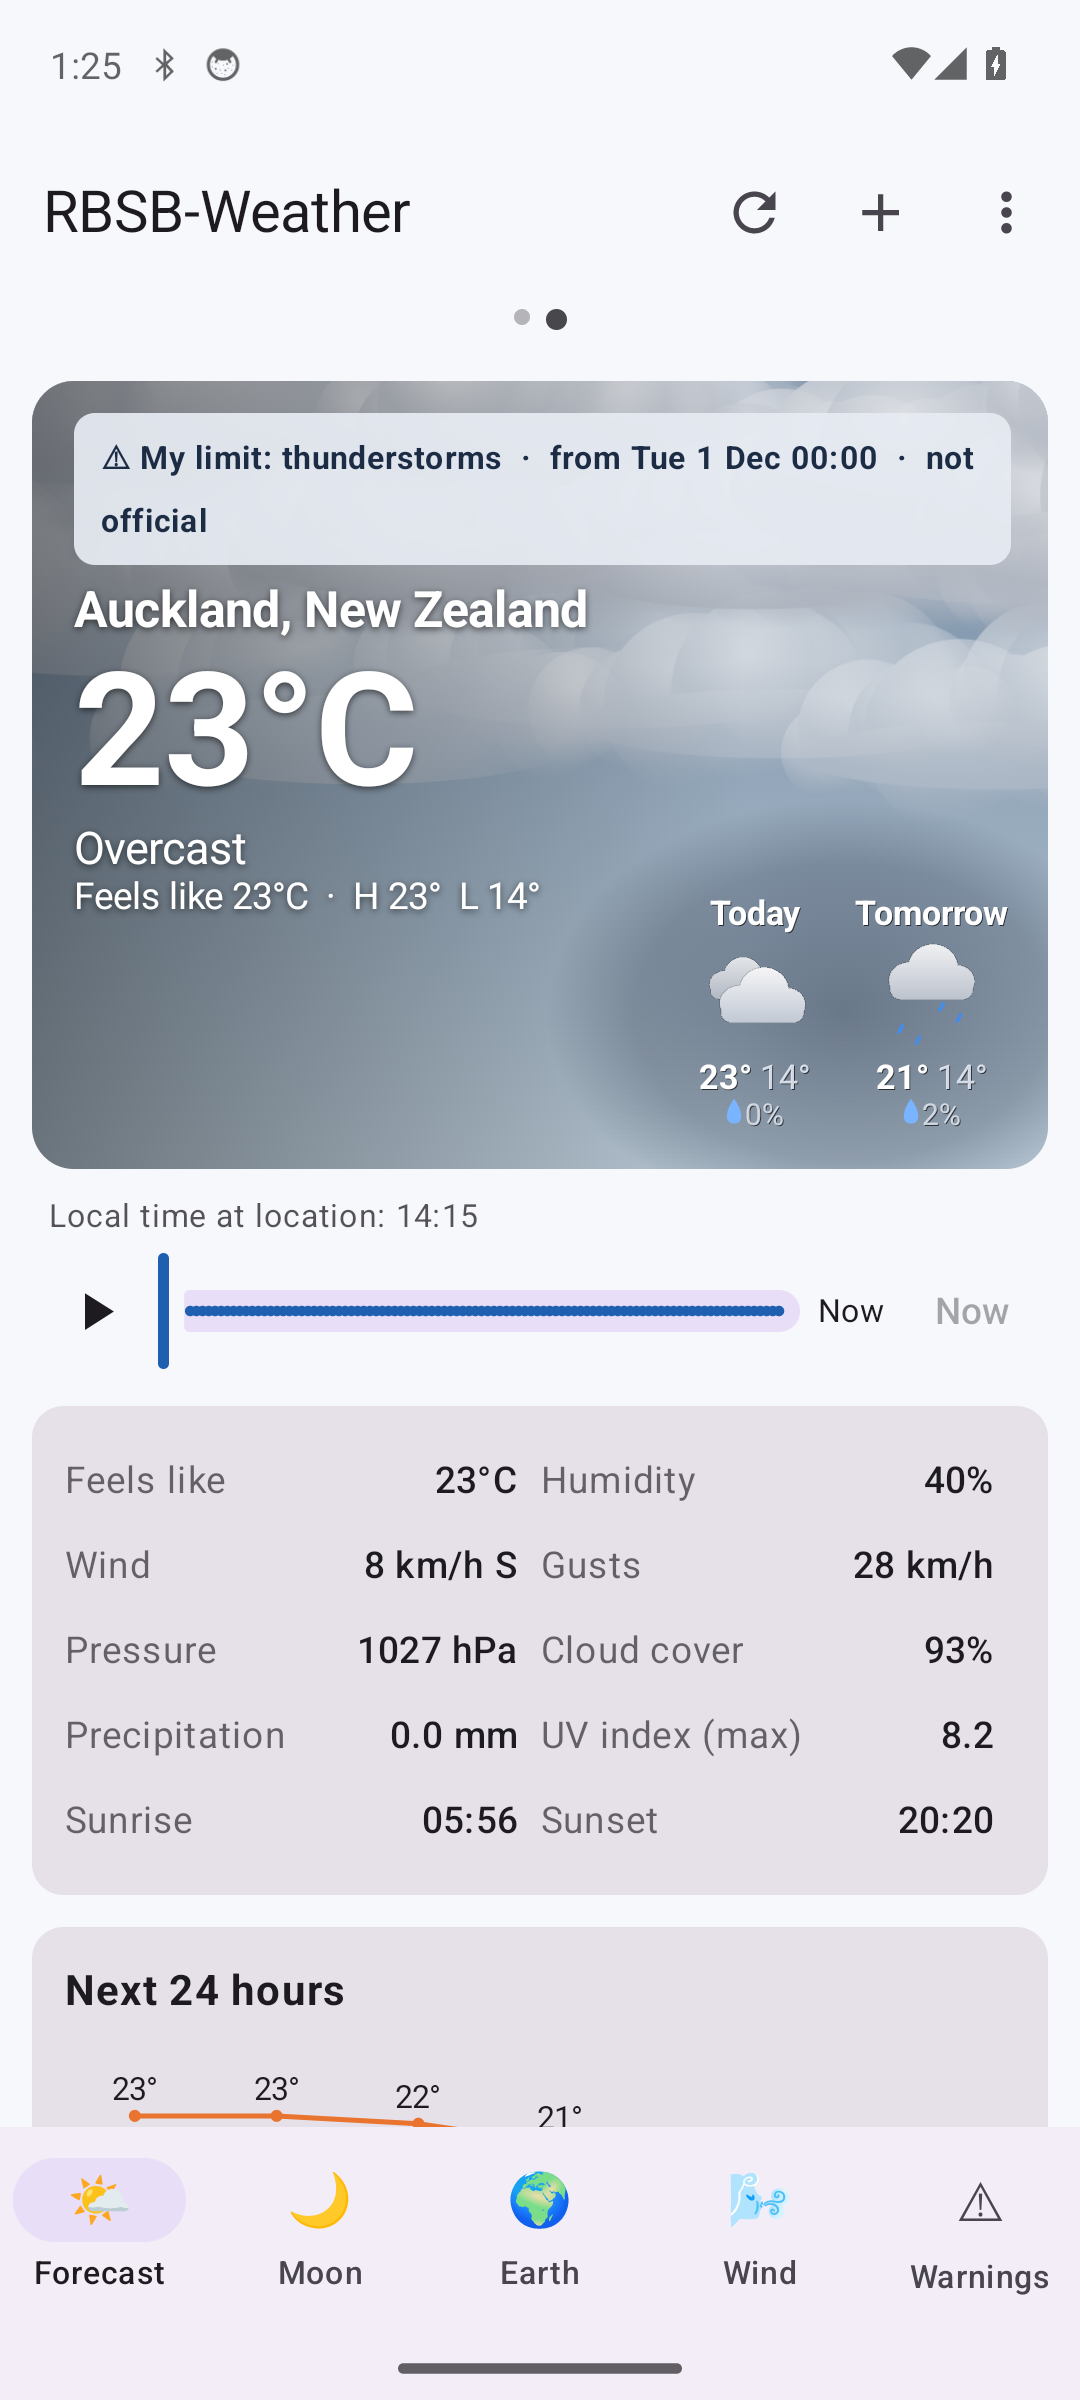 1:25
RBSB-Weather
⚠ My limit: thunderstorms · from Tue 1 Dec 00:00 · not
official
Auckland, New Zealand
23°C
Overcast
Feels like 23°C · H 23° L 14°
Today Tomorrow
23° 14° 21° 14°
0% 2%
Local time at location: 14:15
Now Now
Feels like 23°C Humidity 40%
Wind 8 km/h S Gusts 28 km/h
Pressure 1027 hPa Cloud cover 93%
Precipitation 0.0 mm UV index (max) 8.2
Sunrise 05:56 Sunset 20:20
Next 24 hours
23° 23° 22° 21°
Forecast Moon Earth Wind Warnings